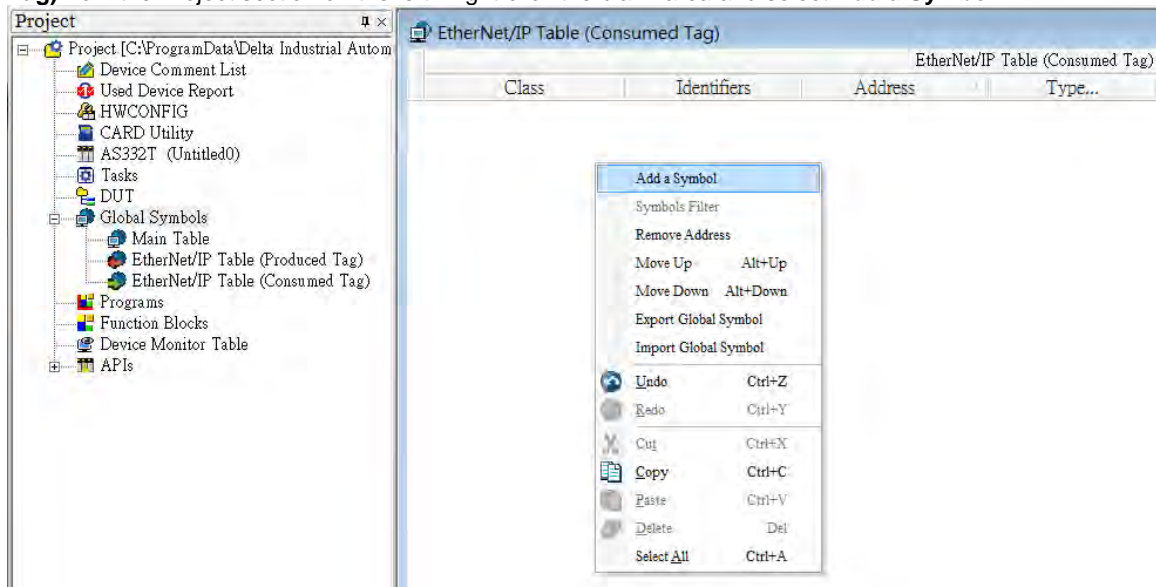 Project
Project [C:\ProgramData\Delta Industrial Autom
Device Comment List
Used Device Report
HWCONFIG
CARD Utility
AS332T (Untitled0)
Tasks
DUT
Global Symbols
Main Table
EtherNet/IP Table (Produced Tag)
EtherNet/IP Table (Consumed Tag)
Programs
Function Blocks
Device Monitor Table
APIs
EtherNet/IP Table (Consumed Tag)
EtherNet/IP Table (Consumed Tag)
Class Identifiers Address Type...
Add a Symbol
Symbols Filter
Remove Address
Move Up Alt+Up
Move Down Alt+Down
Export Global Symbol
Import Global Symbol
Undo Ctrl+Z
Redo Ctrl+Y
Cut Ctrl+X
Copy Ctrl+C
Paste Ctrl+V
Delete Del
Select All Ctrl+A